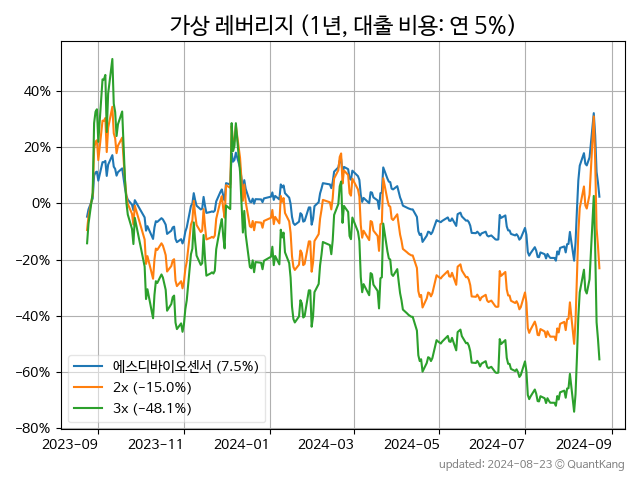 가상 레버리지 (1년, 대출 비용: 연 5%)
40%
20%
0%
−20%
−40%
−60%
−80%
에스디바이오센서 (7.5%)
2x (−15.0%)
3x (−48.1%)
2023-09 2023-11 2024-01 2024-03 2024-05 2024-07 2024-09
updated: 2024-08-23 ⓒ QuantKang